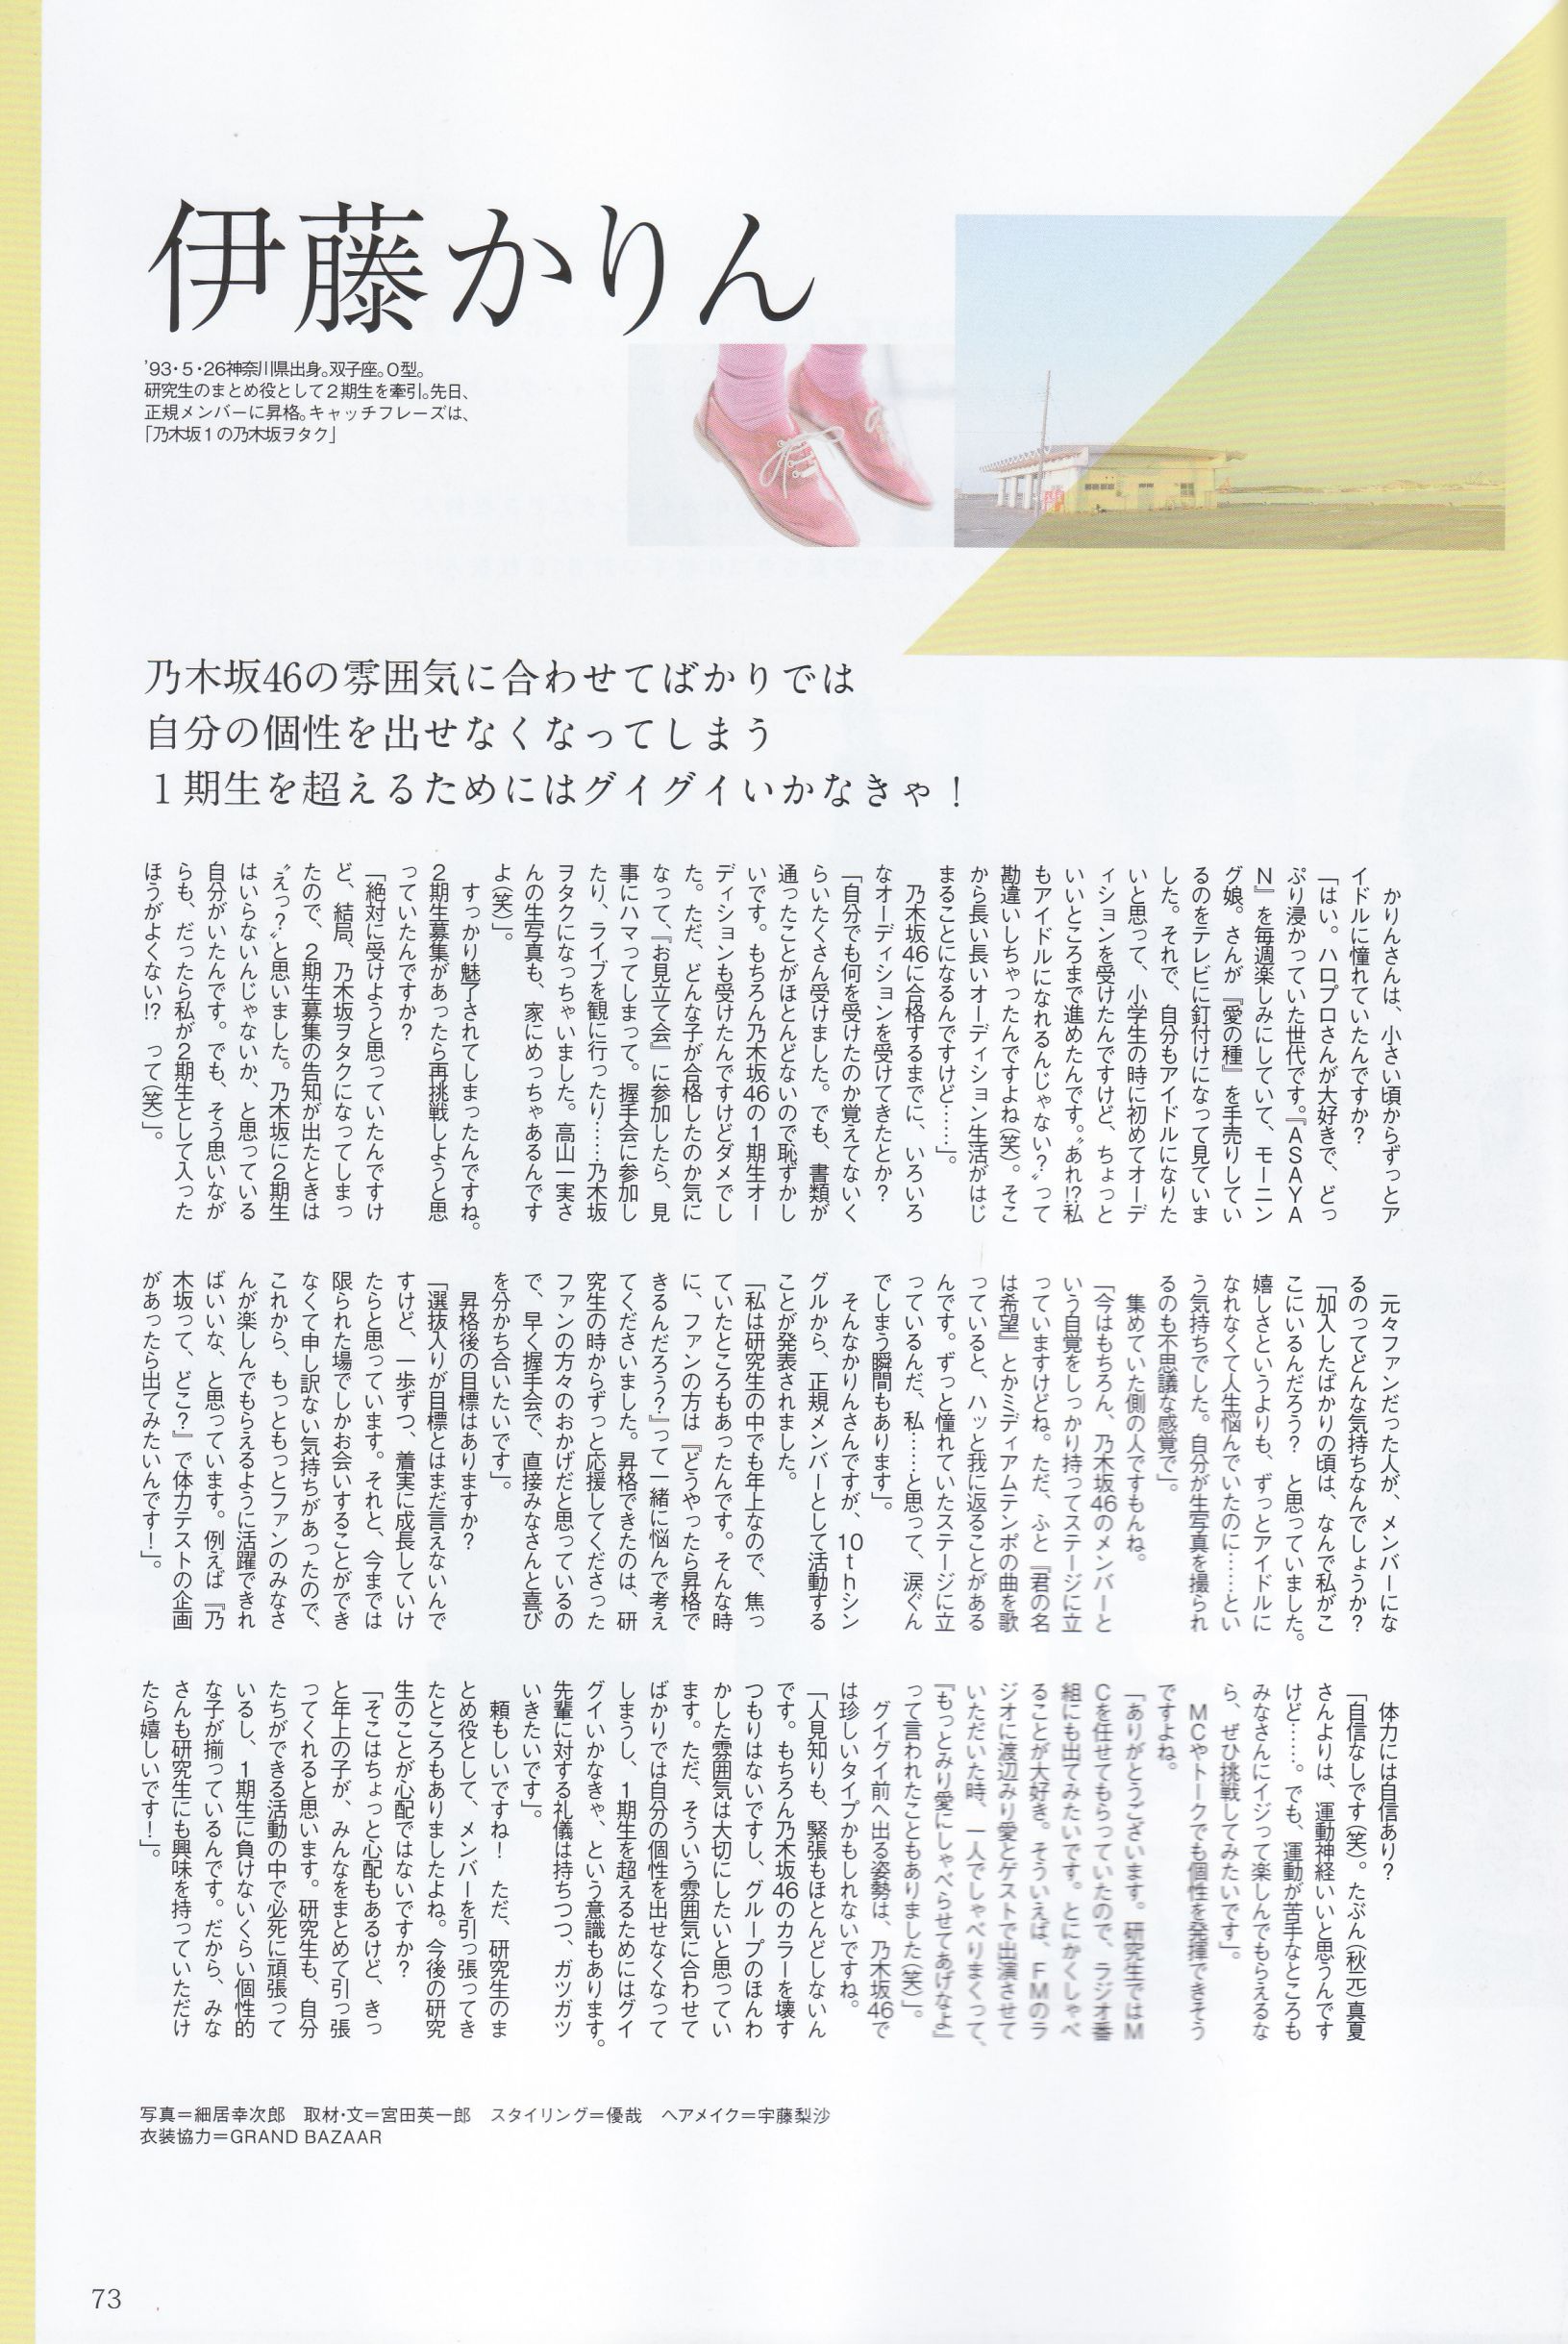 伊藤かりん
'93・5・26神奈川県出身。双子座。O型。
研究生のまとめ役として2期生を牽引。先日、
正規メンバーに昇格。キャッチフレーズは、
「乃木坂1の乃木坂ヲタク」
乃木坂46の雰囲気に合わせてばかりでは
自分の個性を出せなくなってしまう
1期生を超えるためにはグイグイいかなきゃ!
かりんさんは、小さい頃からずっとア
イドルに憧れていたんですか?
「はい。ハロプロさんが大好きで、どっ
ぷり浸かっていた世代です。『ASAYA
N』を毎週楽しみにしていて、モーニン
グ娘。さんが『愛の種』を手売りしてい
るのをテレビに釘付けになって見ていま
した。それで、自分もアイドルになりた
いと思って、小学生の時に初めてオーデ
ィションを受けたんですけど、ちょっと
いいところまで進めたんです。〝あれ!?私
もアイドルになれるんじゃない?〟って
勘違いしちゃったんですよね(笑)。そこ
から長い長いオーディション生活がはじ
まることになるんですけど……」。
乃木坂46に合格するまでに、いろいろ
なオーディションを受けてきたとか?
「自分でも何を受けたのか覚えてないく
らいたくさん受けました。でも、書類が
通ったことがほとんどないので恥ずかし
いです。もちろん乃木坂46の1期生オー
ディションも受けたんですけどダメでし
た。ただ、どんな子が合格したのか気に
なって、『お見立て会』に参加したら、見
事にハマってしまって。握手会に参加し
たり、ライブを観に行ったり……乃木坂
ヲタクになっちゃいました。高山一実さ
んの生写真も、家にめっちゃあるんです
よ(笑)」。
すっかり魅了されてしまったんですね。
2期生募集があったら再挑戦しようと思
っていたんですか?
「絶対に受けようと思っていたんですけ
ど、結局、乃木坂ヲタクになってしまっ
たので、2期生募集の告知が出たときは
〝えっ?〟と思いました。乃木坂に2期生
はいらないんじゃないか、と思っている
自分がいたんです。でも、そう思いなが
らも、だったら私が2期生として入った
ほうがよくない!? って(笑)」。
元々ファンだった人が、メンバーにな
るのってどんな気持ちなんでしょうか?
「加入したばかりの頃は、なんで私がこ
こにいるんだろう? と思っていました。
嬉しさというよりも、ずっとアイドルに
なれなくて人生悩んでいたのに……とい
う気持ちでした。自分が生写真を撮られ
るのも不思議な感覚で」。
集めていた側の人ですもんね。
「今はもちろん、乃木坂46のメンバーと
いう自覚をしっかり持ってステージに立
っていますけどね。ただ、ふと『君の名
は希望』とかミディアムテンポの曲を歌
っていると、ハッと我に返ることがある
んです。ずっと憧れていたステージに立
っているんだ、私……と思って、涙ぐん
でしまう瞬間もあります」。
そんなかりんさんですが、10thシン
グルから、正規メンバーとして活動する
ことが発表されました。
「私は研究生の中でも年上なので、焦っ
ていたところもあったんです。そんな時
に、ファンの方は『どうやったら昇格で
きるんだろう?』って一緒に悩んで考え
てくださいました。昇格できたのは、研
究生の時からずっと応援してくださった
ファンの方々のおかげだと思っているの
で、早く握手会で、直接みなさんと喜び
を分かち合いたいです」。
昇格後の目標はありますか?
「選抜入りが目標とはまだ言えないんで
すけど、一歩ずつ、着実に成長していけ
たらと思っています。それと、今までは
限られた場でしかお会いすることができ
なくて申し訳ない気持ちがあったので、
これから、もっともっとファンのみなさ
んが楽しんでもらえるように活躍できれ
ばいいな、と思っています。例えば『乃
木坂って、どこ?』で体力テストの企画
があったら出てみたいんです!」。
体力には自信あり?
「自信なしです(笑)。たぶん(秋元)真夏
さんよりは、運動神経いいと思うんです
けど……。でも、運動が苦手なところも
みなさんにイジって楽しんでもらえるな
ら、ぜひ挑戦してみたいです」。
MCやトークでも個性を発揮できそう
ですよね。
「ありがとうございます。研究生ではM
Cを任せてもらっていたので、ラジオ番
組にも出てみたいです。とにかくしゃべ
ることが大好き。そういえば、FMのラ
ジオに渡辺みり愛とゲストで出演させて
いただいた時、一人でしゃべりまくって、
『もっとみり愛にしゃべらせてあげなよ』
って言われたこともありました(笑)」。
グイグイ前へ出る姿勢は、乃木坂46で
は珍しいタイプかもしれないですね。
「人見知りも、緊張もほとんどしないん
です。もちろん乃木坂46のカラーを壊す
つもりはないですし、グループのほんわ
かした雰囲気は大切にしたいと思ってい
ます。ただ、そういう雰囲気に合わせて
ばかりでは自分の個性を出せなくなって
しまうし、1期生を超えるためにはグイ
グイいかなきゃ、という意識もあります。
先輩に対する礼儀は持ちつつ、ガツガツ
いきたいです」。
頼もしいですね! ただ、研究生のま
とめ役として、メンバーを引っ張ってき
たところもありましたよね。今後の研究
生のことが心配ではないですか?
「そこはちょっと心配もあるけど、きっ
と年上の子が、みんなをまとめて引っ張
ってくれると思います。研究生も、自分
たちができる活動の中で必死に頑張って
いるし、1期生に負けないくらい個性的
な子が揃っているんです。だから、みな
さんも研究生にも興味を持っていただけ
たら嬉しいです!」。
写真=細居幸次郎 取材・文=宮田英一郎 スタイリング=優哉 ヘアメイク=宇藤梨沙
衣装協力=GRAND BAZAAR
73